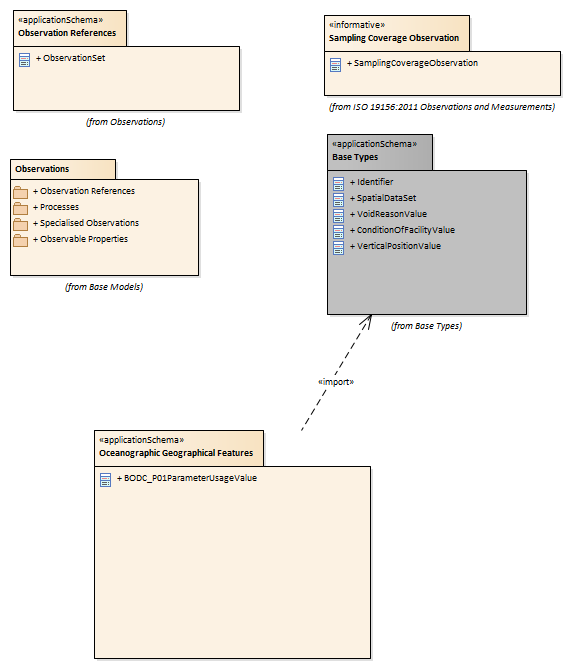 «applicationSchema»
Observation References
+ ObservationSet
(from Observations)
«informative»
Sampling Coverage Observation
+ SamplingCoverageObservation
(from ISO 19156:2011 Observations and Measurements)
Observations
+ Observation References
+ Processes
+ Specialised Observations
+ Observable Properties
(from Base Models)
«applicationSchema»
Base Types
+ Identifier
+ SpatialDataSet
+ VoidReasonValue
+ ConditionOfFacilityValue
+ VerticalPositionValue
(from Base Types)
«import»
«applicationSchema»
Oceanographic Geographical Features
+ BODC_P01ParameterUsageValue